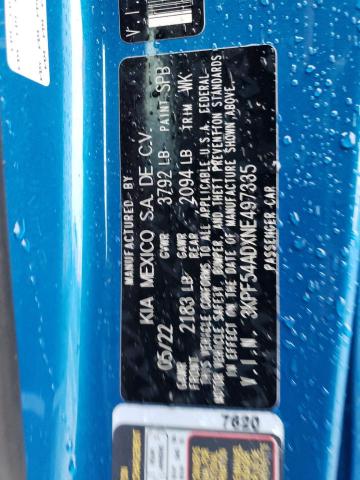 MANUFACTURED BY
KIA MEXICO S.A. DE C.V.
05/22 GVWR 3792 LB PAINT SPB
GAWR FRONT 2183 LB GAWR REAR 2094 LB TRIM WK
THIS VEHICLE CONFORMS TO ALL APPLICABLE U.S.A. FEDERAL
MOTOR VEHICLE SAFETY, BUMPER, AND THEFT PREVENTION STANDARDS
IN EFFECT ON THE DATE OF MANUFACTURE SHOWN ABOVE.
V.I.N. 3KPF54ADXNE497335
PASSENGER CAR
7620
V.I.